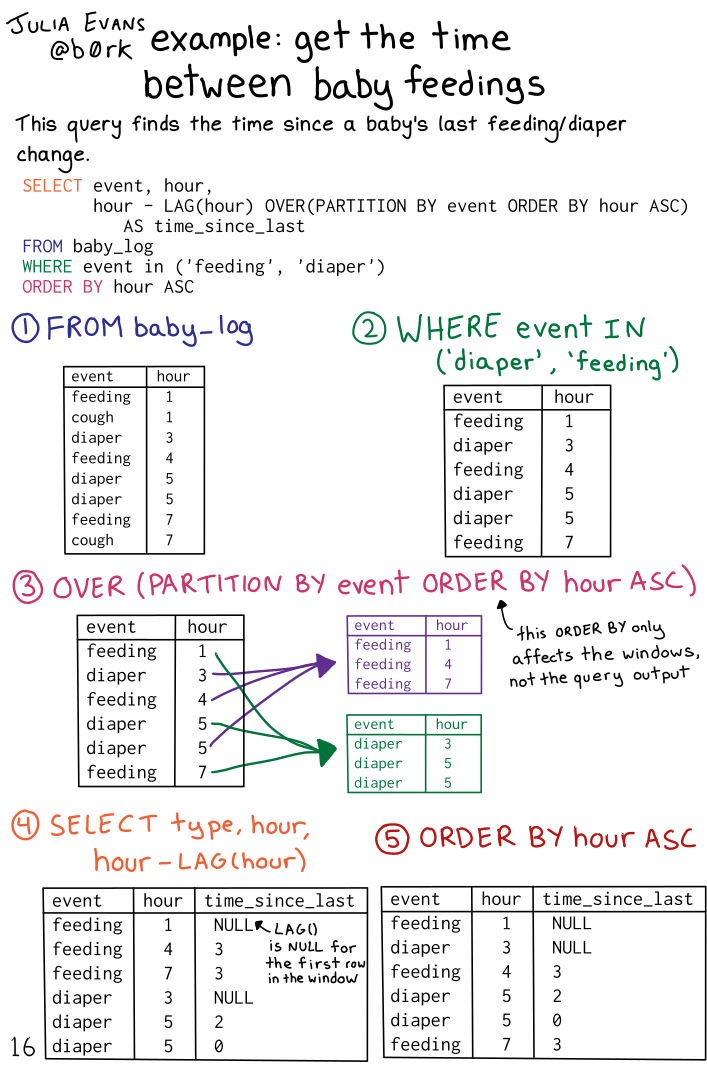 JULIA EVANS
@b0rk
example: get the time
between baby feedings
This query finds the time since a baby's last feeding/diaper
change.
SELECT event, hour,
hour - LAG(hour) OVER(PARTITION BY event ORDER BY hour ASC)
AS time_since_last
FROM baby_log
WHERE event in ('feeding', 'diaper')
ORDER BY hour ASC
① FROM baby_log
event hour
feeding 1
cough 1
diaper 3
feeding 4
diaper 5
diaper 5
feeding 7
cough 7
② WHERE event IN
('diaper', 'feeding')
event hour
feeding 1
diaper 3
feeding 4
diaper 5
diaper 5
feeding 7
③ OVER (PARTITION BY event ORDER BY hour ASC)
event hour
feeding 1
diaper 3
feeding 4
diaper 5
diaper 5
feeding 7
event hour
feeding 1
feeding 4
feeding 7
event hour
diaper 3
diaper 5
diaper 5
this ORDER BY only
affects the windows,
not the query output
④ SELECT type, hour,
hour - LAG(hour)
event hour time_since_last
feeding 1 NULL
feeding 4 3
feeding 7 3
diaper 3 NULL
diaper 5 2
diaper 5 0
LAG()
is NULL for
the first row
in the window
⑤ ORDER BY hour ASC
event hour time_since_last
feeding 1 NULL
diaper 3 NULL
feeding 4 3
diaper 5 2
diaper 5 0
feeding 7 3
16